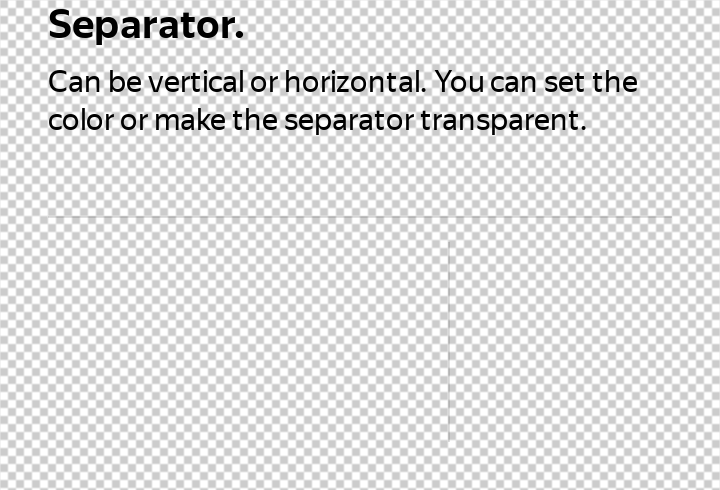 Separator.
Can be vertical or horizontal. You can set the
color or make the separator transparent.